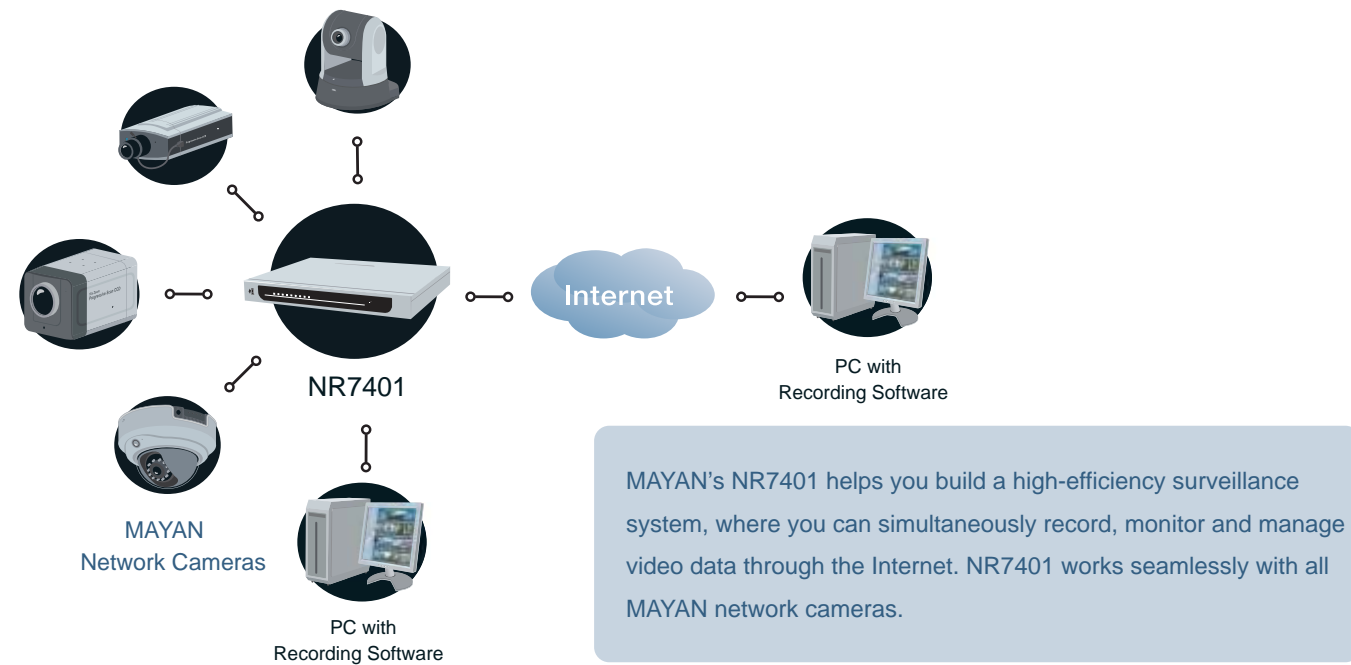 Internet
NR7401
PC with
Recording Software
MAYAN
Network Cameras
PC with
Recording Software
MAYAN’s NR7401 helps you build a high-efficiency surveillance
system, where you can simultaneously record, monitor and manage
video data through the Internet. NR7401 works seamlessly with all
MAYAN network cameras.